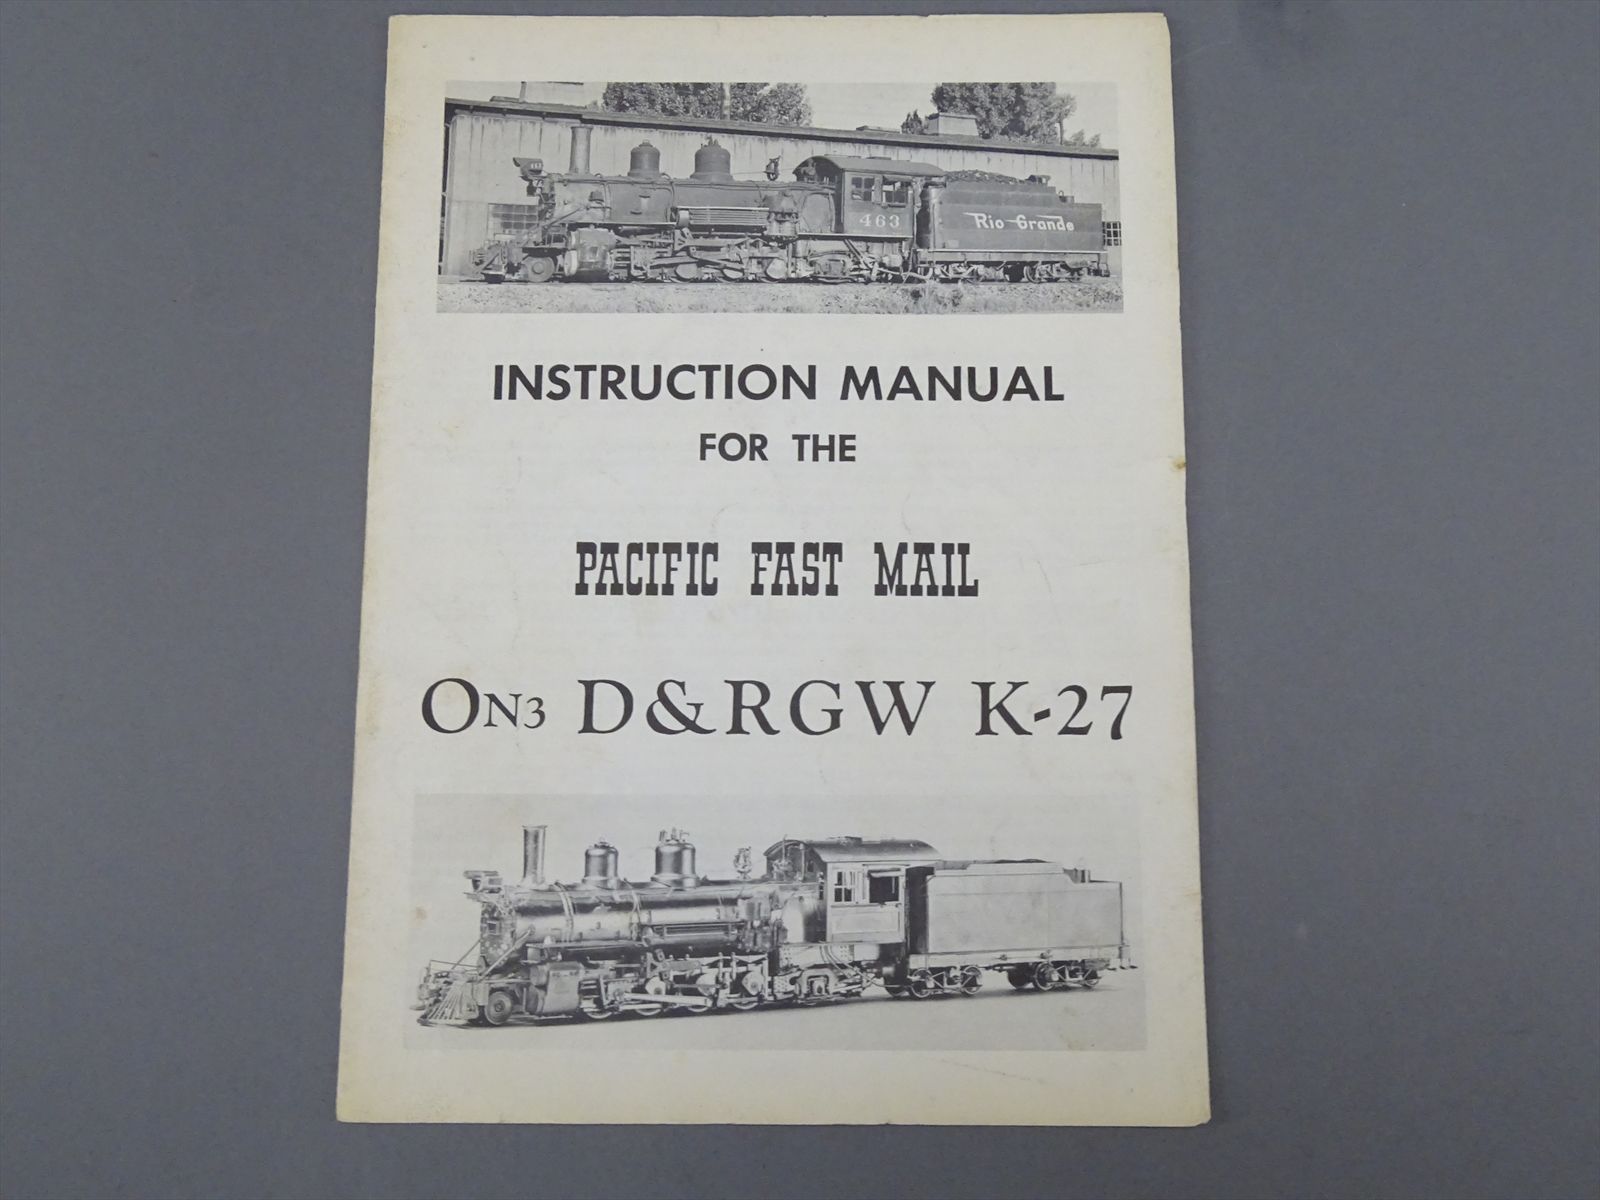 463
Rio Grande
INSTRUCTION MANUAL
FOR THE
PACIFIC FAST MAIL
ON3 D&RGW K-27